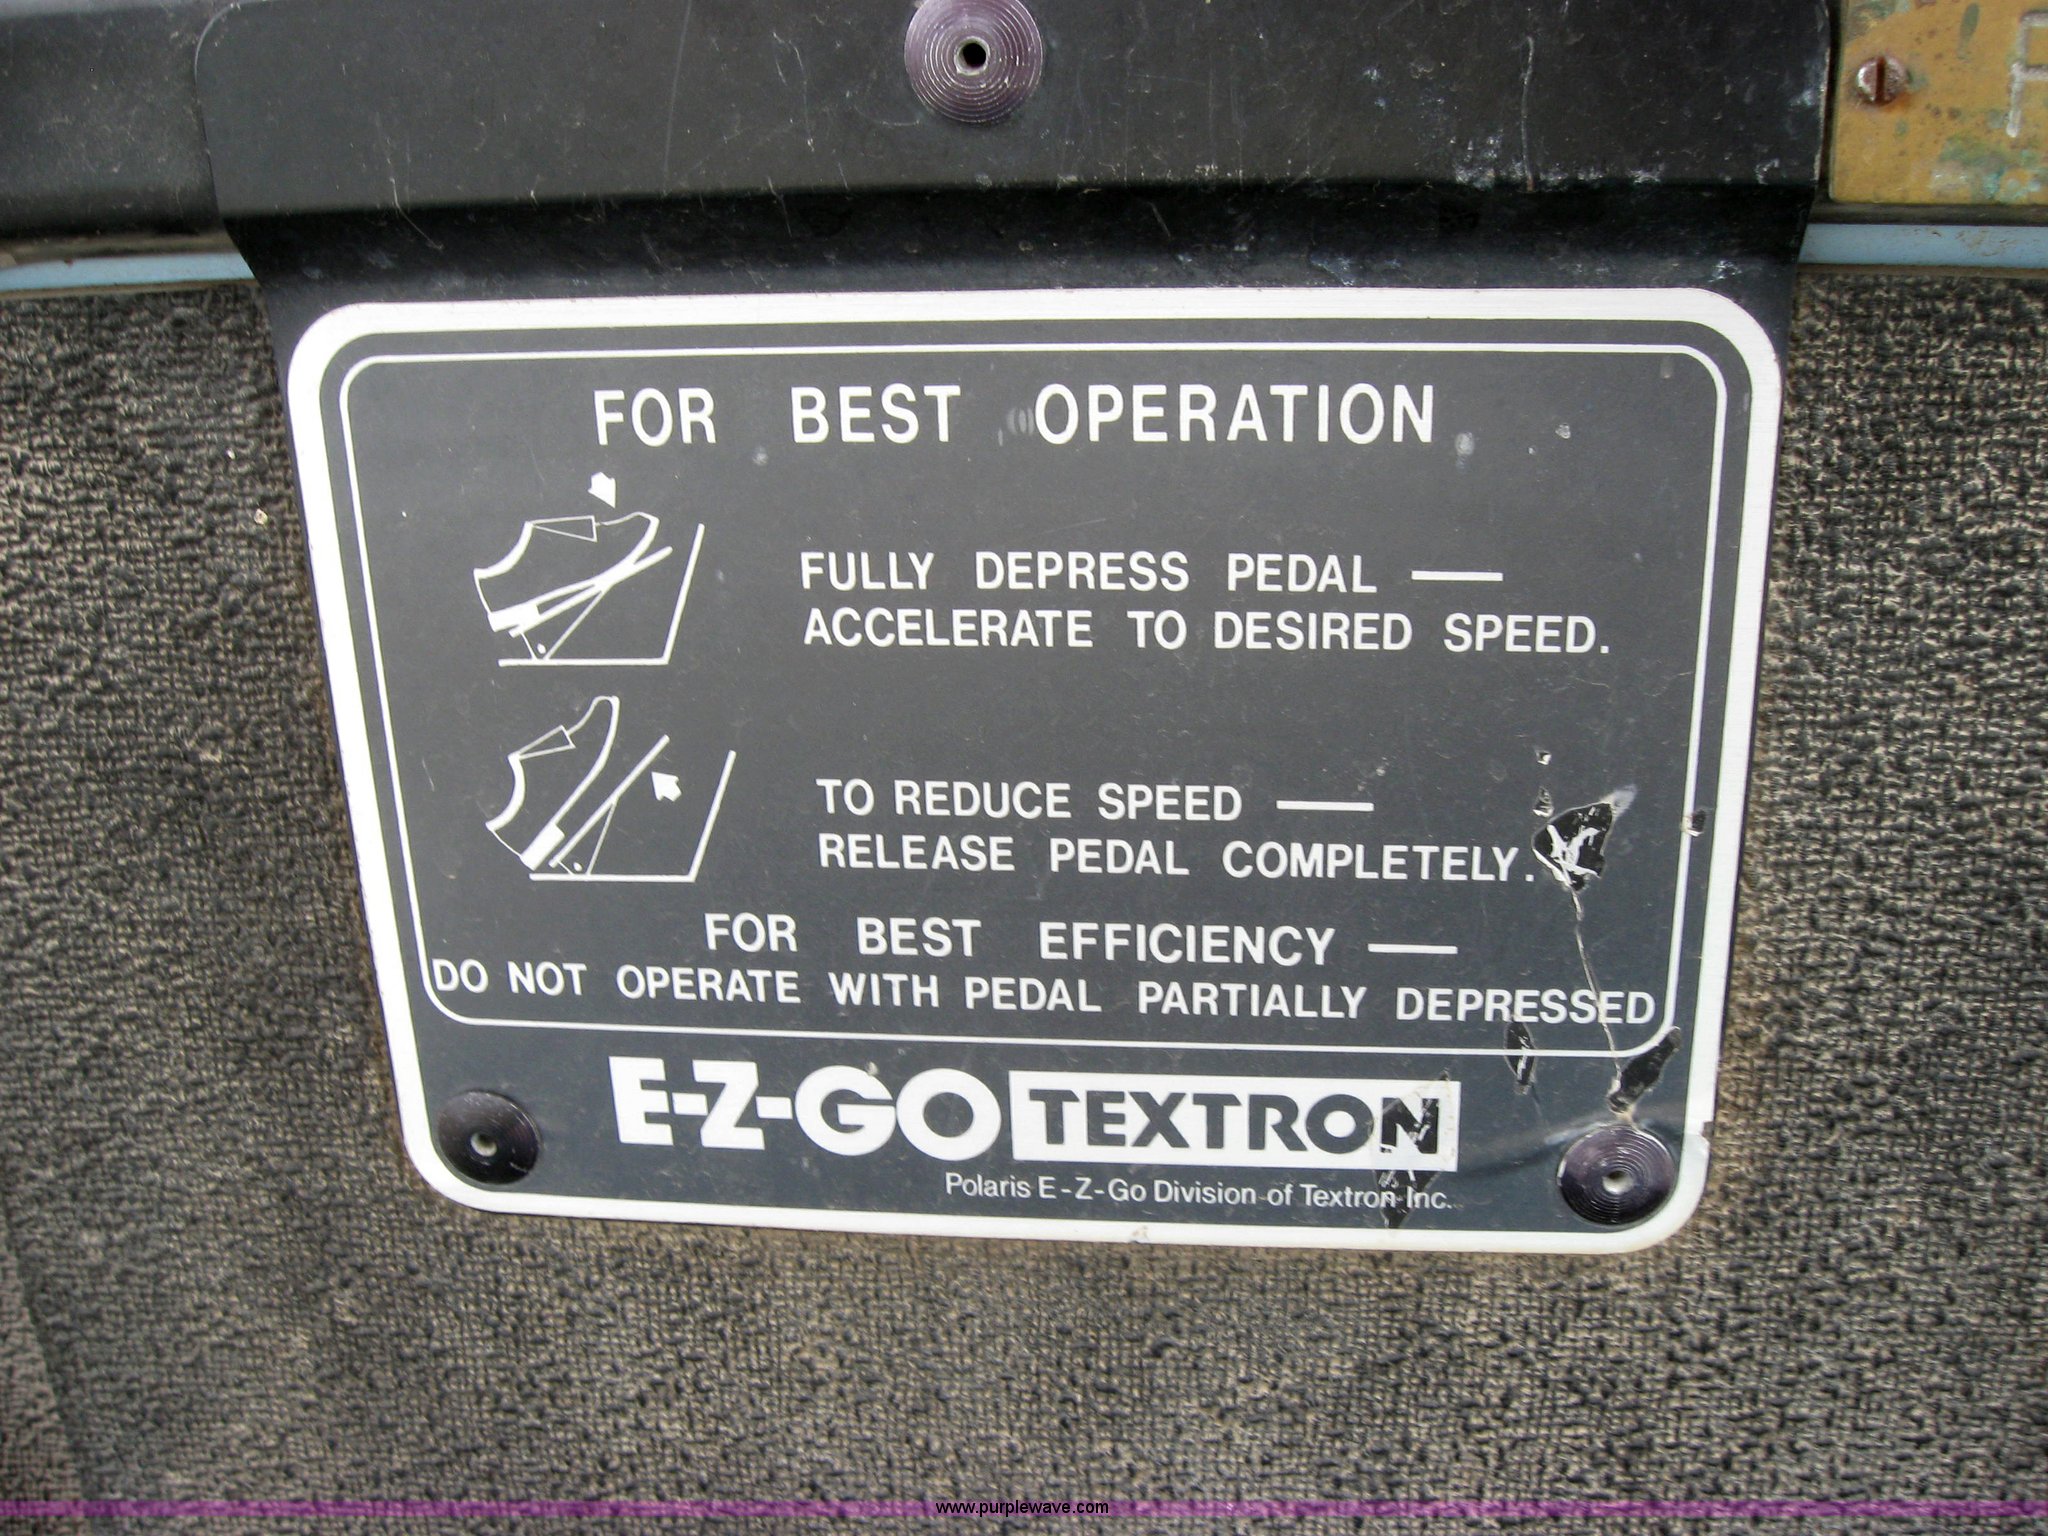 FOR BEST OPERATION
FULLY DEPRESS PEDAL —
ACCELERATE TO DESIRED SPEED.
TO REDUCE SPEED —
RELEASE PEDAL COMPLETELY.
FOR BEST EFFICIENCY —
DO NOT OPERATE WITH PEDAL PARTIALLY DEPRESSED
E-Z-GO TEXTRON
Polaris E-Z-Go Division of Textron Inc.
www.purplewave.com